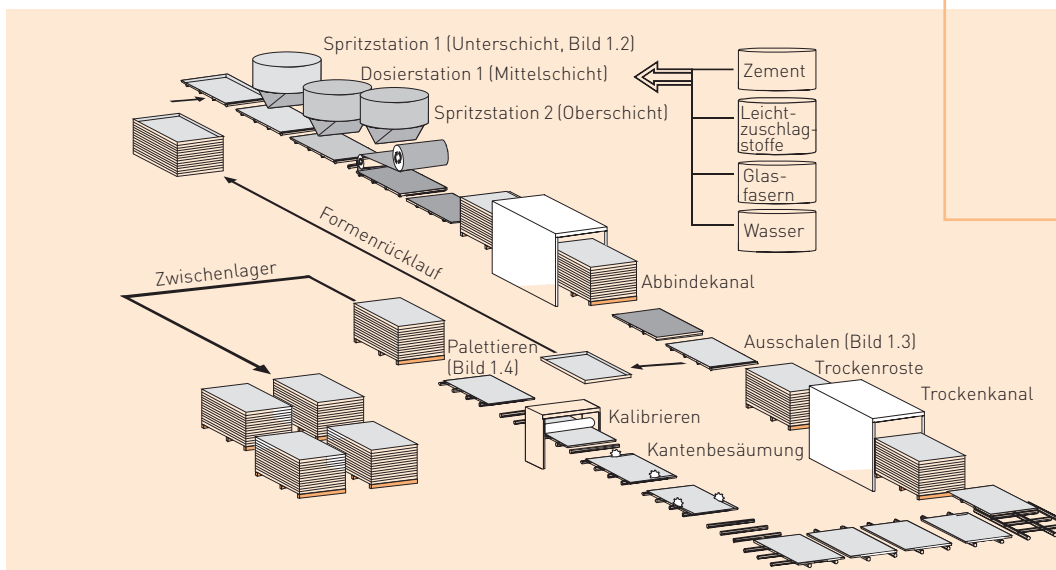 Spritzstation 1 (Unterschicht, Bild 1.2)
Dosierstation 1 (Mittelschicht)
Spritzstation 2 (Oberschicht)
Zement
Leicht-
zuschlag-
stoffe
Glas-
fasern
Wasser
Formenrücklauf
Zwischenlager
Abbindekanal
Palettieren
(Bild 1.4)
Ausschalen (Bild 1.3)
Trockenroste
Trockenkanal
Kalibrieren
Kantenbesäumung